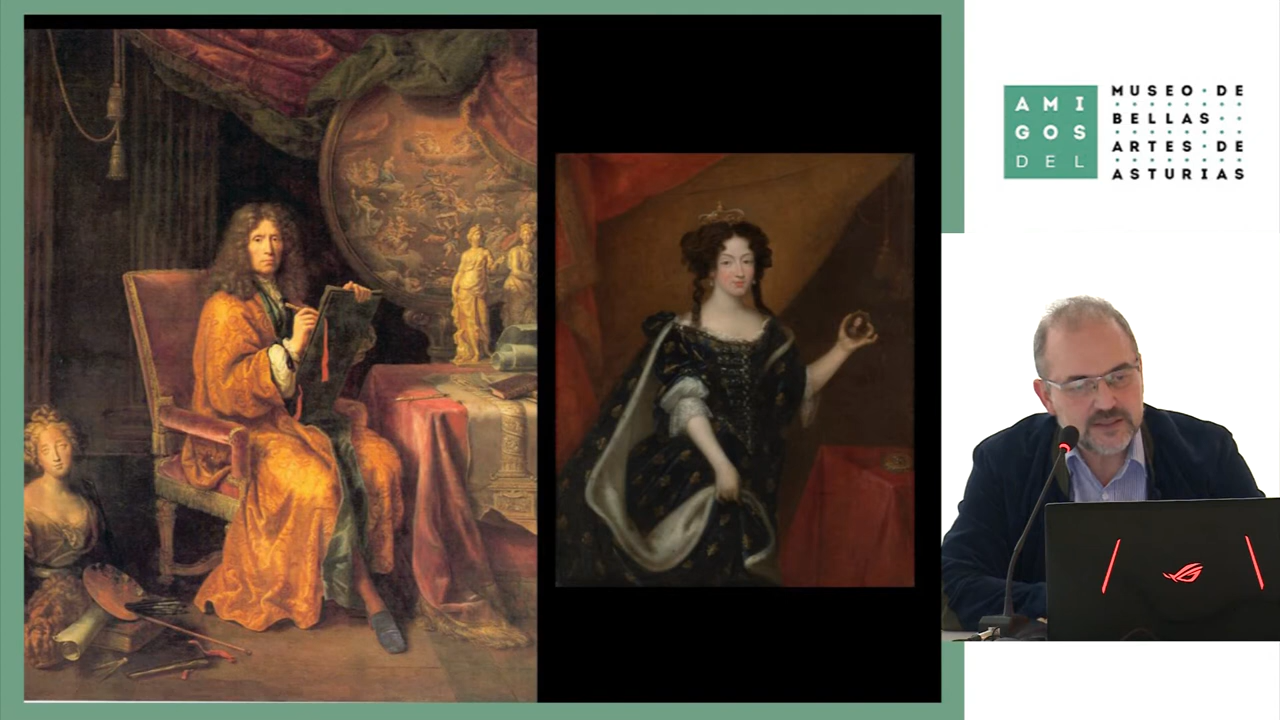 AMI
GOS
DEL
MUSEO DE
BELLAS
ARTES DE
ASTURIAS